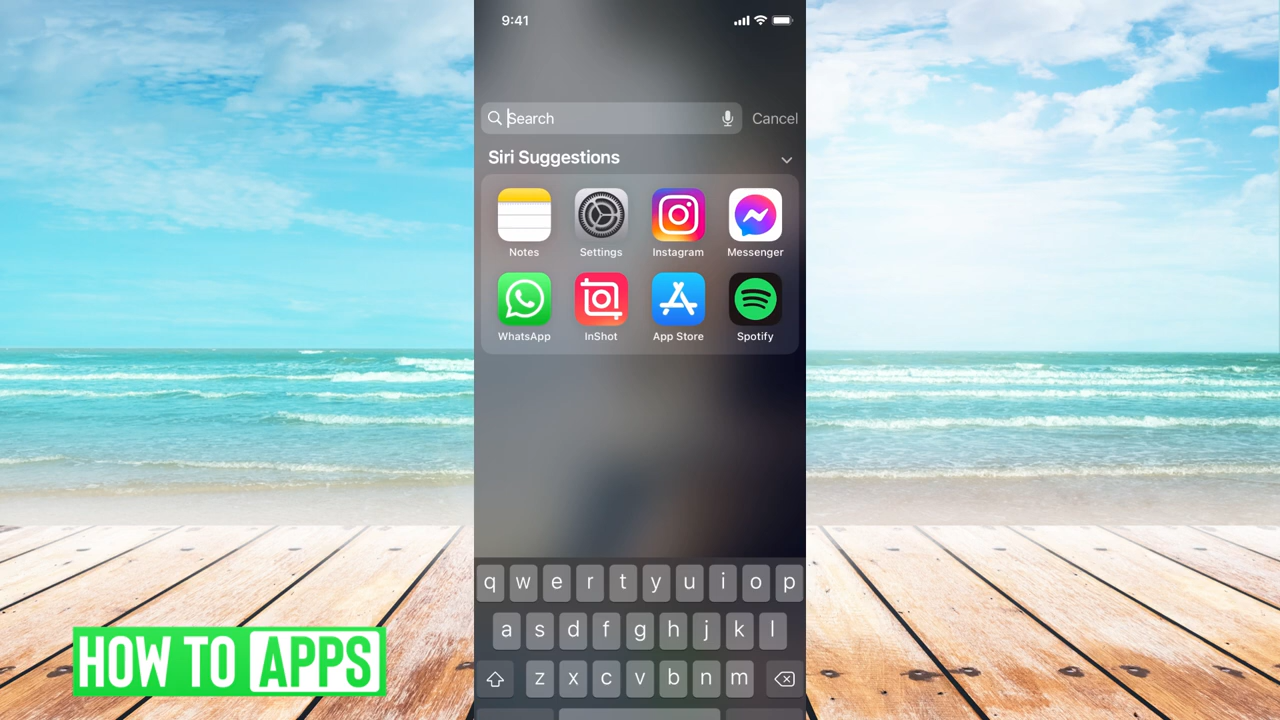 9:41
Search
Cancel
Siri Suggestions
Notes
Settings
Instagram
Messenger
WhatsApp
InShot
App Store
Spotify
q w e r t y u i o p
a s d f g h j k l
z x c v b n m
HOW TO APPS